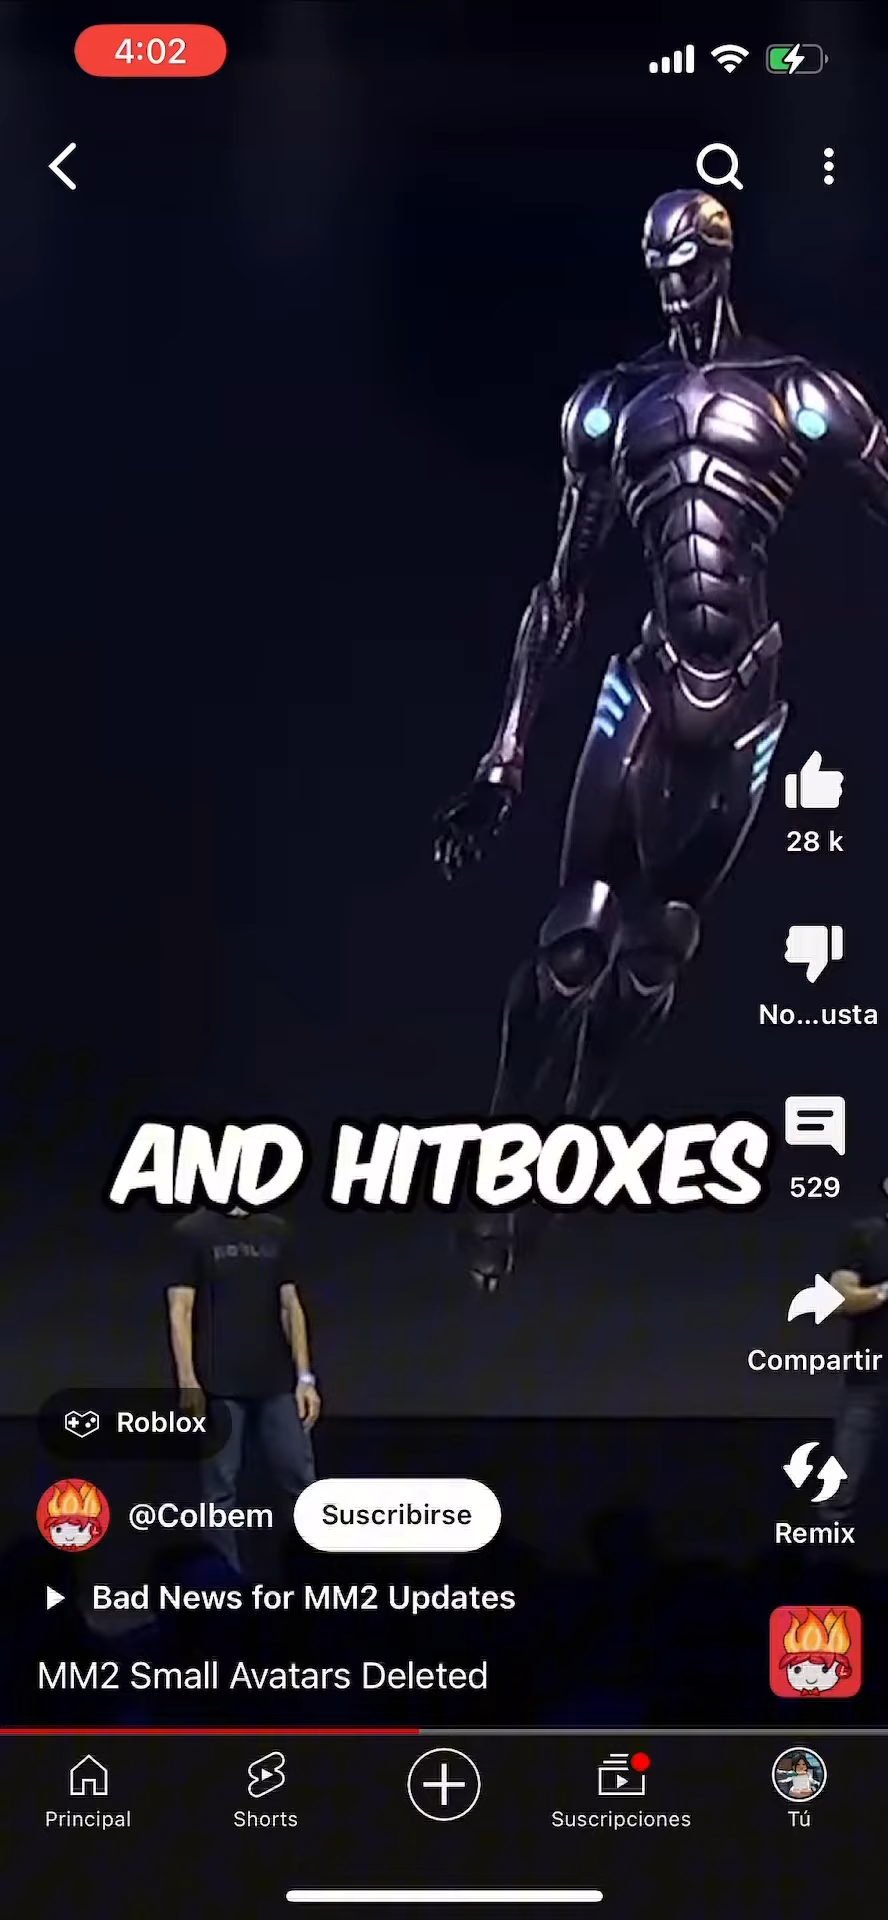 4:02
28 k
No...usta
AND HITBOXES
529
Compartir
Roblox
@Colbem
Suscribirse
Remix
Bad News for MM2 Updates
MM2 Small Avatars Deleted
Principal
Shorts
Suscripciones
Tú